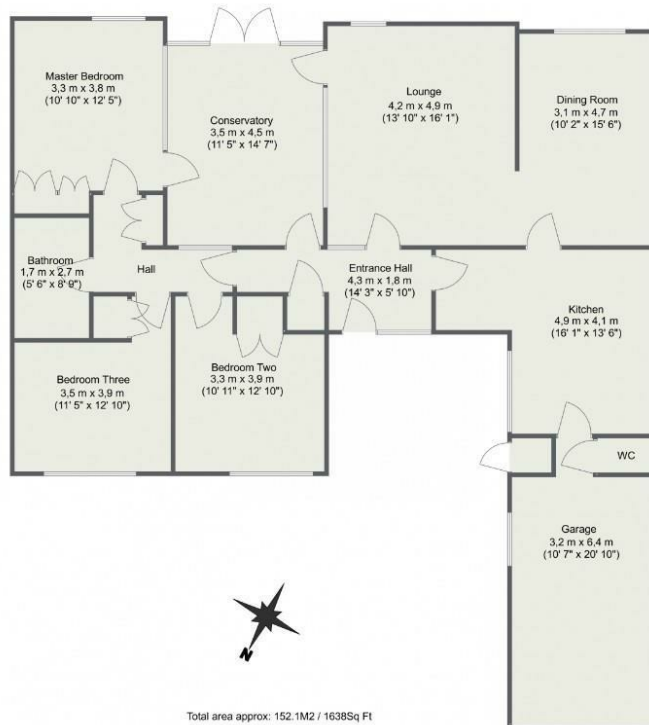 Master Bedroom
3,3 m x 3,8 m
(10' 10" x 12' 5")
Conservatory
3,5 m x 4,5 m
(11' 5" x 14' 7")
Lounge
4,2 m x 4,9 m
(13' 10" x 16' 1")
Dining Room
3,1 m x 4,7 m
(10' 2" x 15' 6")
Bathroom
1,7 m x 2,7 m
(5' 6" x 8' 9")
Hall
Entrance Hall
4,3 m x 1,8 m
(14' 3" x 5' 10")
Kitchen
4,9 m x 4,1 m
(16' 1" x 13' 6")
Bedroom Three
3,5 m x 3,9 m
(11' 5" x 12' 10")
Bedroom Two
3,3 m x 3,9 m
(10' 11" x 12' 10")
WC
Garage
3,2 m x 6,4 m
(10' 7" x 20' 10")
N
Total area approx: 152.1M2 / 1638Sq Ft